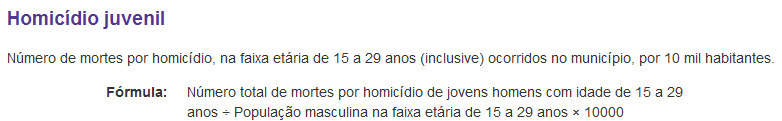 Homicídio juvenil
Número de mortes por homicídio, na faixa etária de 15 a 29 anos (inclusive) ocorridos no município, por 10 mil habitantes.
Fórmula: Número total de mortes por homicídio de jovens homens com idade de 15 a 29
anos ÷ População masculina na faixa etária de 15 a 29 anos × 10000